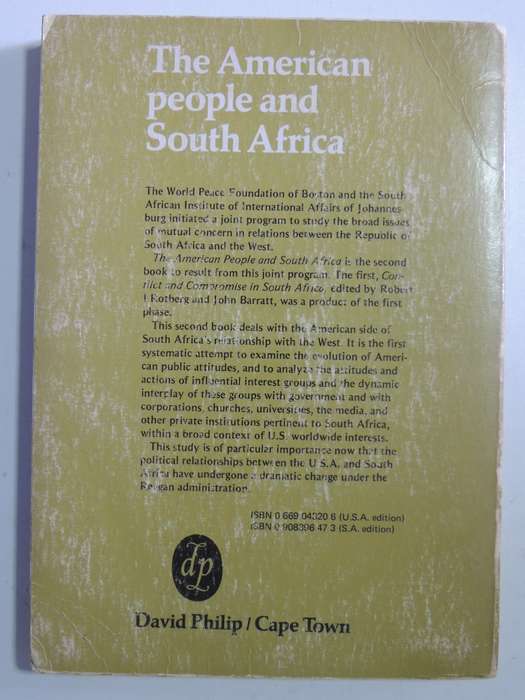 The American
people and
South Africa
The World Peace Foundation of Boston and the South
African Institute of International Affairs of Johannes-
burg initiated a joint program to study the broad issues
of mutual concern in relations between the Republic of
South Africa and the West.
The American People and South Africa is the second
book to result from this joint program. The first, Con-
flict and Compromise in South Africa, edited by Robert
I Rotberg and John Barratt, was a product of the first
phase.
This second book deals with the American side of
South Africa's relationship with the West. It is the first
systematic attempt to examine the evolution of Ameri-
can public attitudes, and to analyze the attitudes and
actions of influential interest groups and the dynamic
interplay of these groups with government and with
corporations, churches, universities, the media, and
other private institutions pertinent to South Africa,
within a broad context of U.S. worldwide interests.
This study is of particular importance now that the
political relationships between the U.S.A. and South
Africa have undergone a dramatic change under the
Reagan administration.
ISBN 0 669 04320 6 (U.S.A. edition)
ISBN 0 908396 47 3 (S.A. edition)
dp
David Philip / Cape Town